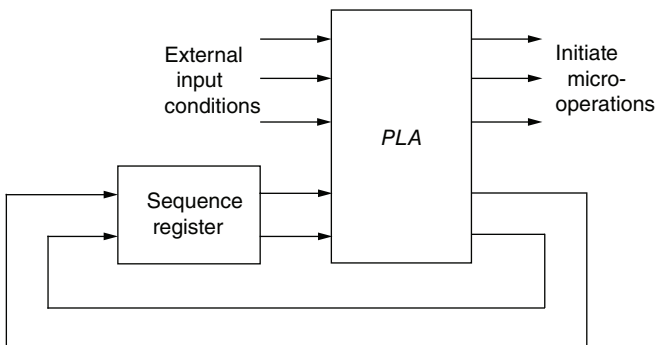 External
input
conditions
PLA
Initiate
micro-
operations
Sequence
register